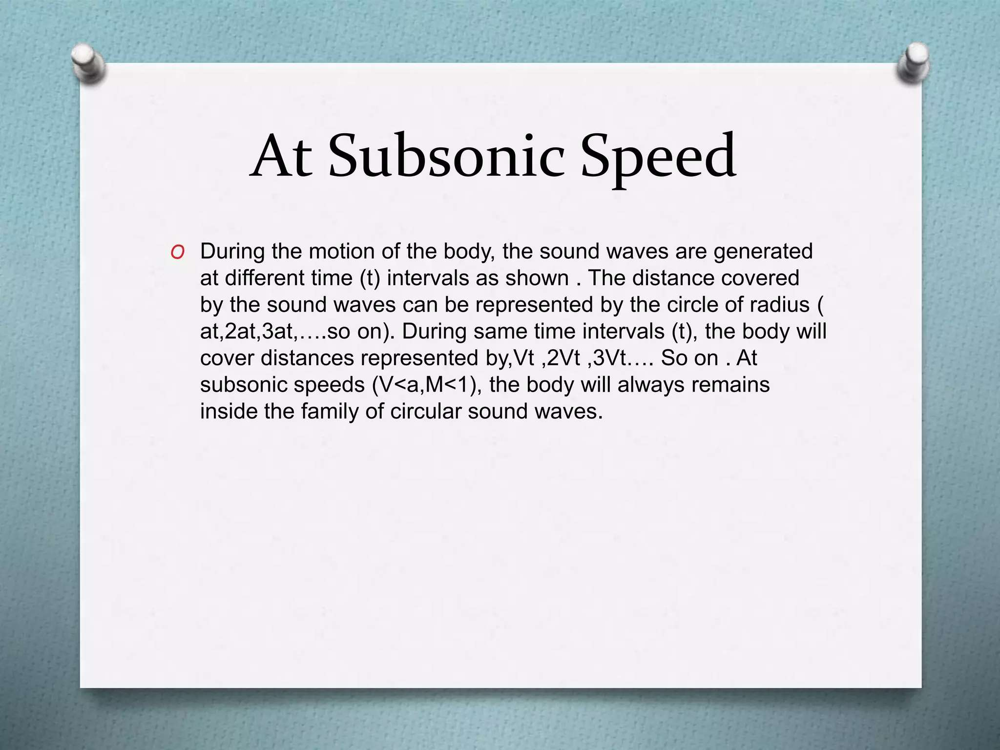 At Subsonic Speed
O During the motion of the body, the sound waves are generated
at different time (t) intervals as shown . The distance covered
by the sound waves can be represented by the circle of radius (
at,2at,3at,….so on). During same time intervals (t), the body will
cover distances represented by,Vt ,2Vt ,3Vt…. So on . At
subsonic speeds (V<a,M<1), the body will always remains
inside the family of circular sound waves.